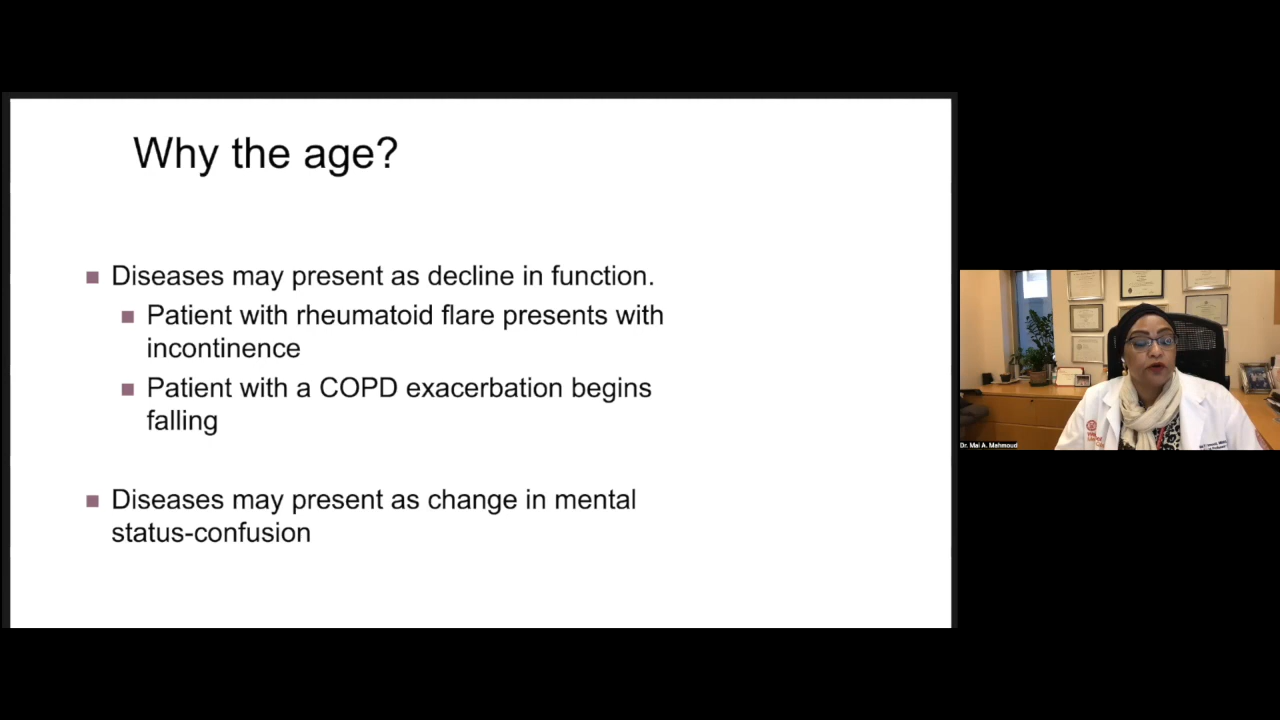 Why the age?
Diseases may present as decline in function.
Patient with rheumatoid flare presents with
incontinence
Patient with a COPD exacerbation begins
falling
Diseases may present as change in mental
status-confusion
Dr. Mai A. Mahmoud